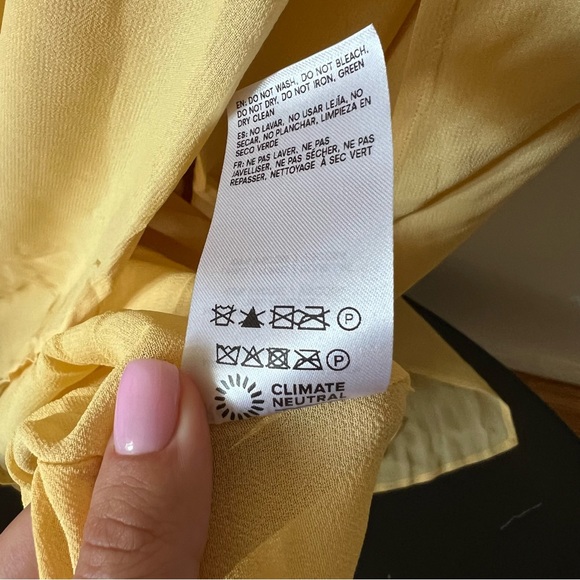 EN: DO NOT WASH, DO NOT BLEACH,
DO NOT DRY, DO NOT IRON, GREEN
DRY CLEAN
ES: NO LAVAR, NO USAR LEJÍA, NO
SECAR, NO PLANCHAR, LIMPIEZA EN
SECO VERDE
FR: NE PAS LAVER, NE PAS
JAVELLISER, NE PAS SÉCHER, NE PAS
REPASSER, NETTOYAGE À SEC VERT
P
P
CLIMATE
NEUTRAL